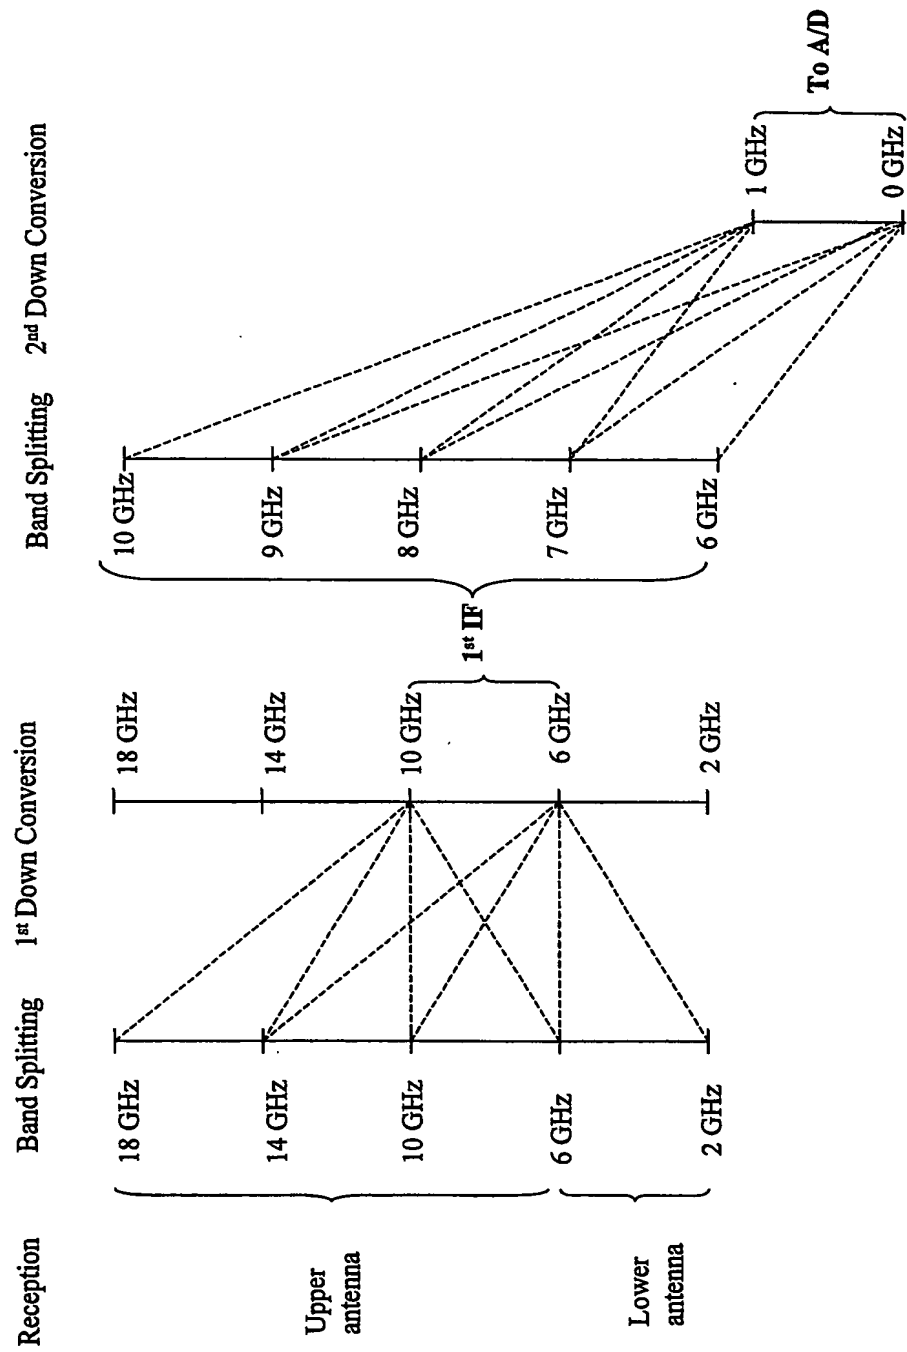 Reception
Band Splitting
1st Down Conversion
Band Splitting
2nd Down Conversion
Upper
antenna
Lower
antenna
18 GHz
14 GHz
10 GHz
6 GHz
2 GHz
18 GHz
14 GHz
10 GHz
6 GHz
2 GHz
1st IF
10 GHz
9 GHz
8 GHz
7 GHz
6 GHz
1 GHz
0 GHz
To A/D